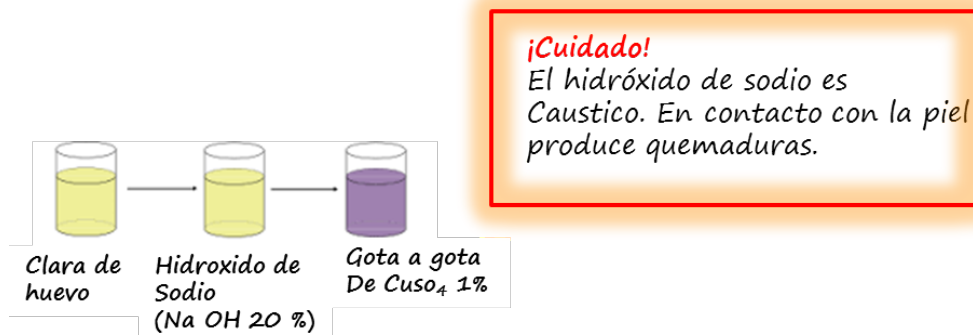 ¡Cuidado!
El hidróxido de sodio es
Caustico. En contacto con la piel
produce quemaduras.
Clara de
huevo
Hidroxido de
Sodio
(Na OH 20 %)
Gota a gota
De Cuso₄ 1%